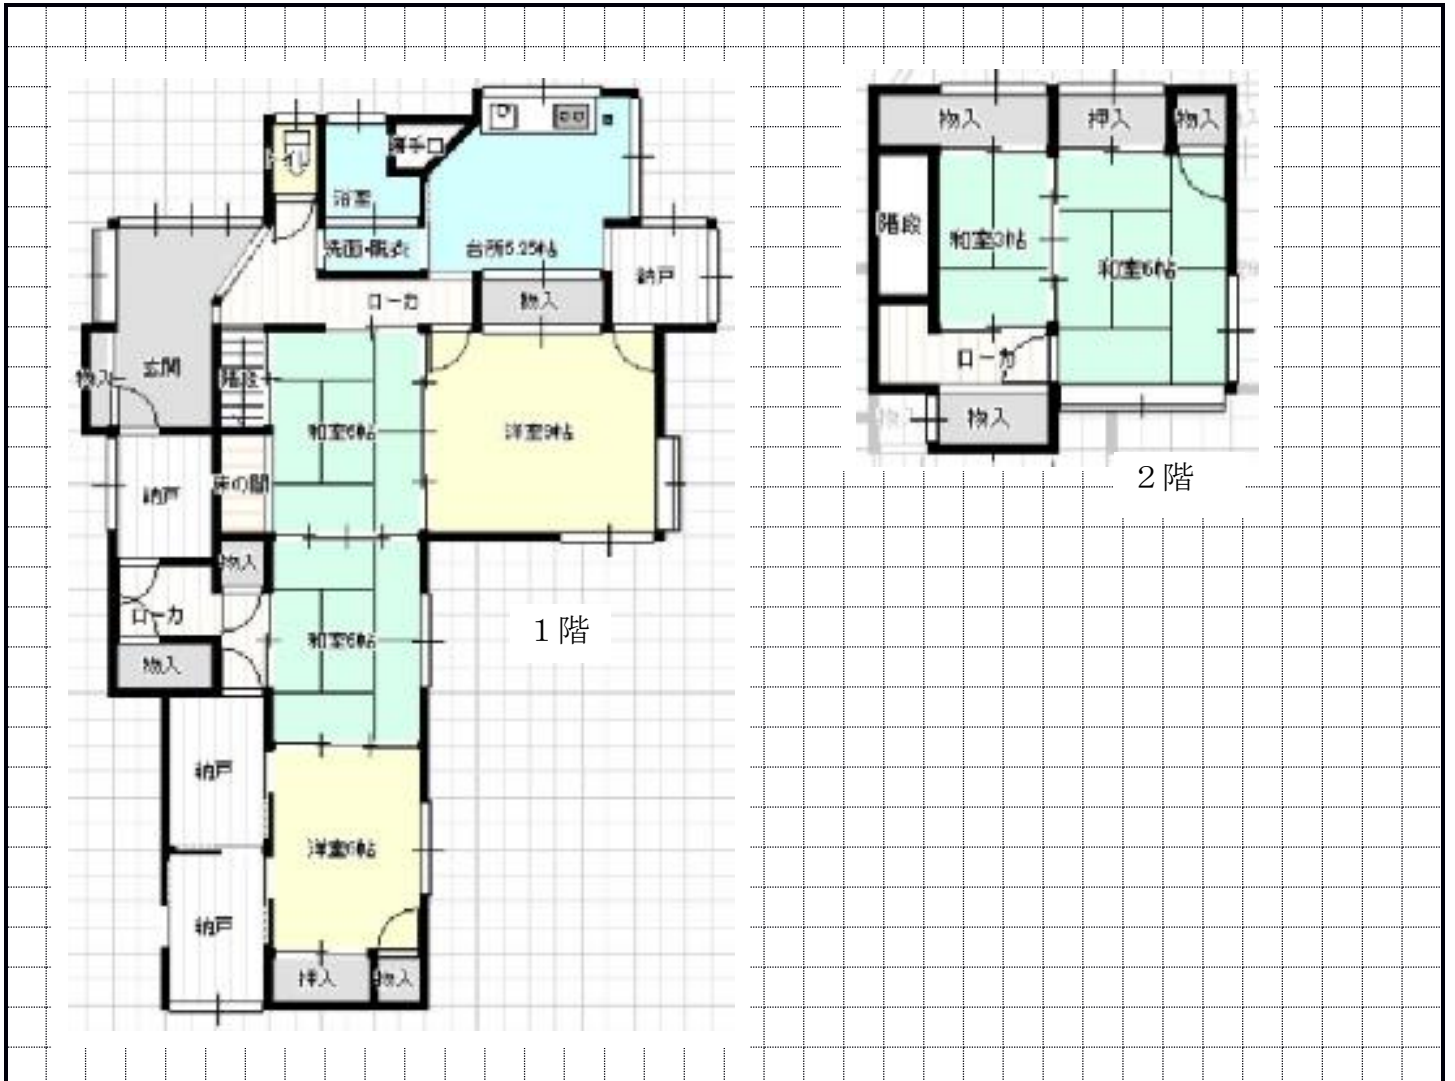 トイレ
勝手口
浴室
洗面・脱衣
台所5.25帖
納戸
ローカ
物入
玄関
物入
階段
和室6帖
洋室9帖
納戸
床の間
物入
ローカ
和室6帖
物入
納戸
洋室6帖
納戸
押入
物入
1階
物入
押入
物入
階段
和室3帖
和室6帖
ローカ
物入
物入
2階